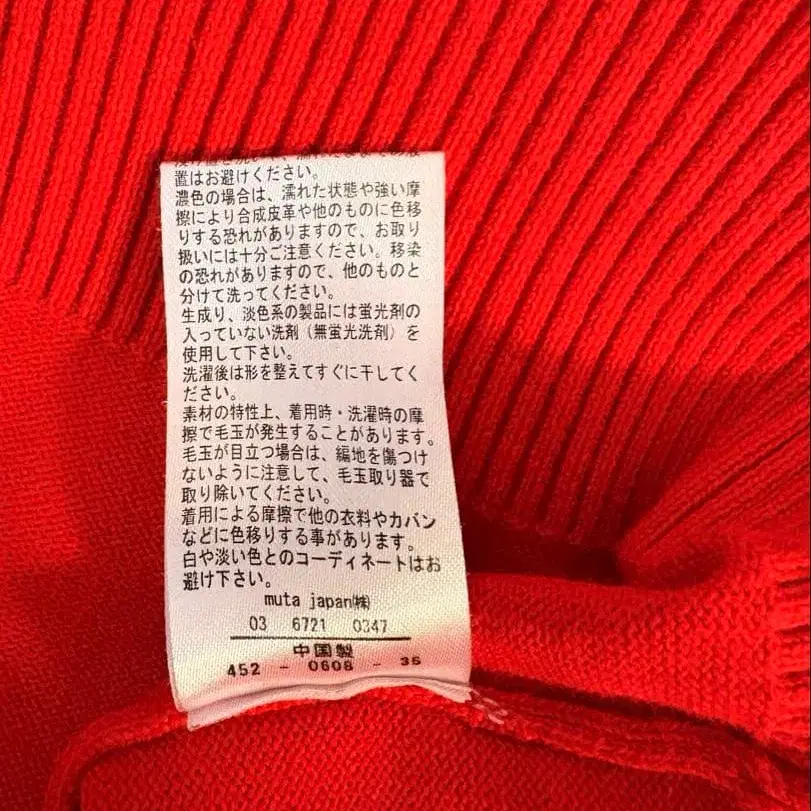 置はお避けください。
濃色の場合は、濡れた状態や強い摩
擦により合成皮革や他のものに色移
りする恐れがありますので、お取り
扱いには十分ご注意ください。移染
の恐れがありますので、他のものと
分けて洗ってください。
生成り、淡色系の製品には蛍光剤の
入っていない洗剤（無蛍光洗剤）を
使用して下さい。
洗濯後は形を整えてすぐに干してく
ださい。
素材の特性上、着用時・洗濯時の摩
擦で毛玉が発生することがあります。
毛玉が目立つ場合は、編地を傷つけ
ないように注意して、毛玉取り器で
取り除いてください。
着用による摩擦で他の衣料やカバン
などに色移りする事があります。
白や淡い色とのコーディネートはお
避け下さい。
muta japan㈱
03 6721 0347
中国製
452 - 0608 - 36